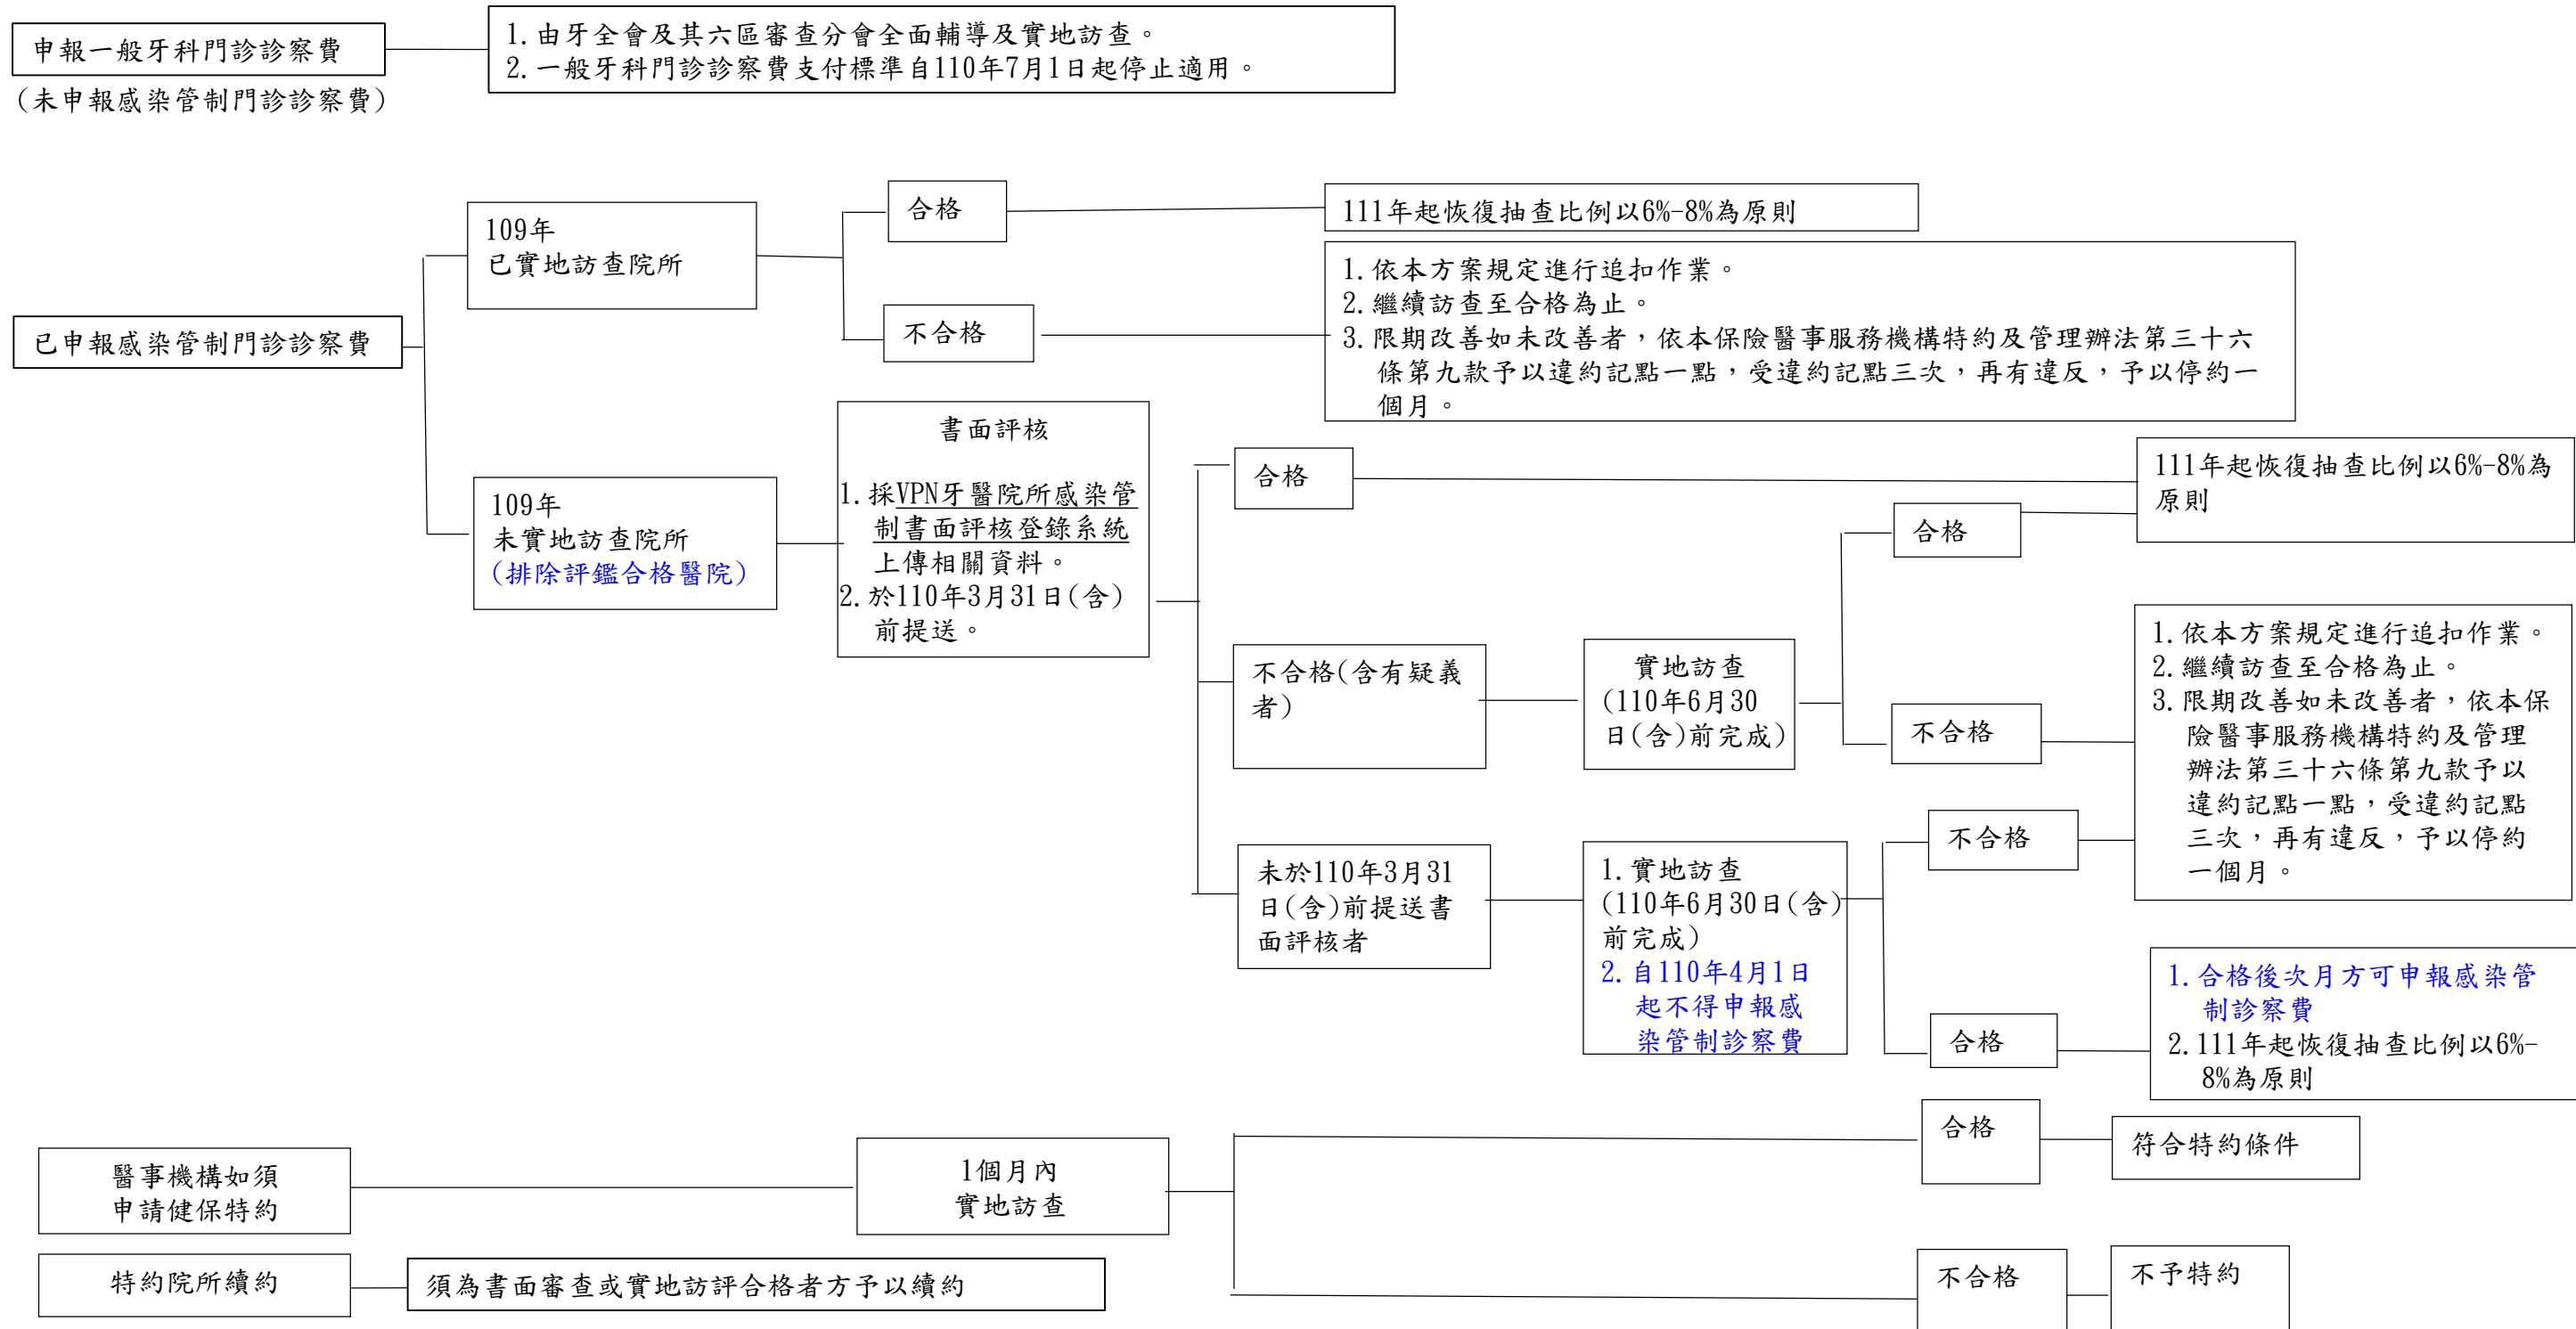 申報一般牙科門診診察費
(未申報感染管制門診診察費)
1.由牙全會及其六區審查分會全面輔導及實地訪查。
2.一般牙科門診診察費支付標準自110年7月1日起停止適用。
已申報感染管制門診診察費
109年
已實地訪查院所
合格
111年起恢復抽查比例以6%-8%為原則
不合格
1.依本方案規定進行追扣作業。
2.繼續訪查至合格為止。
3.限期改善如未改善者，依本保險醫事服務機構特約及管理辦法第三十六
條第九款予以違約記點一點，受違約記點三次，再有違反，予以停約一
個月。
109年
未實地訪查院所
(排除評鑑合格醫院)
書面評核
1.採VPN牙醫院所感染管
制書面評核登錄系統
上傳相關資料。
2.於110年3月31日(含)
前提送。
合格
111年起恢復抽查比例以6%-8%為
原則
不合格(含有疑義
者)
實地訪查
(110年6月30
日(含)前完成)
合格
不合格
1.依本方案規定進行追扣作業。
2.繼續訪查至合格為止。
3.限期改善如未改善者，依本保
險醫事服務機構特約及管理
辦法第三十六條第九款予以
違約記點一點，受違約記點
三次，再有違反，予以停約
一個月。
未於110年3月31
日(含)前提送書
面評核者
1.實地訪查
(110年6月30日(含)
前完成)
2.自110年4月1日
起不得申報感
染管制診察費
不合格
合格
1.合格後次月方可申報感染管
制診察費
2.111年起恢復抽查比例以6%-
8%為原則
醫事機構如須
申請健保特約
1個月內
實地訪查
合格
符合特約條件
不合格
不予特約
特約院所續約
須為書面審查或實地訪評合格者方予以續約